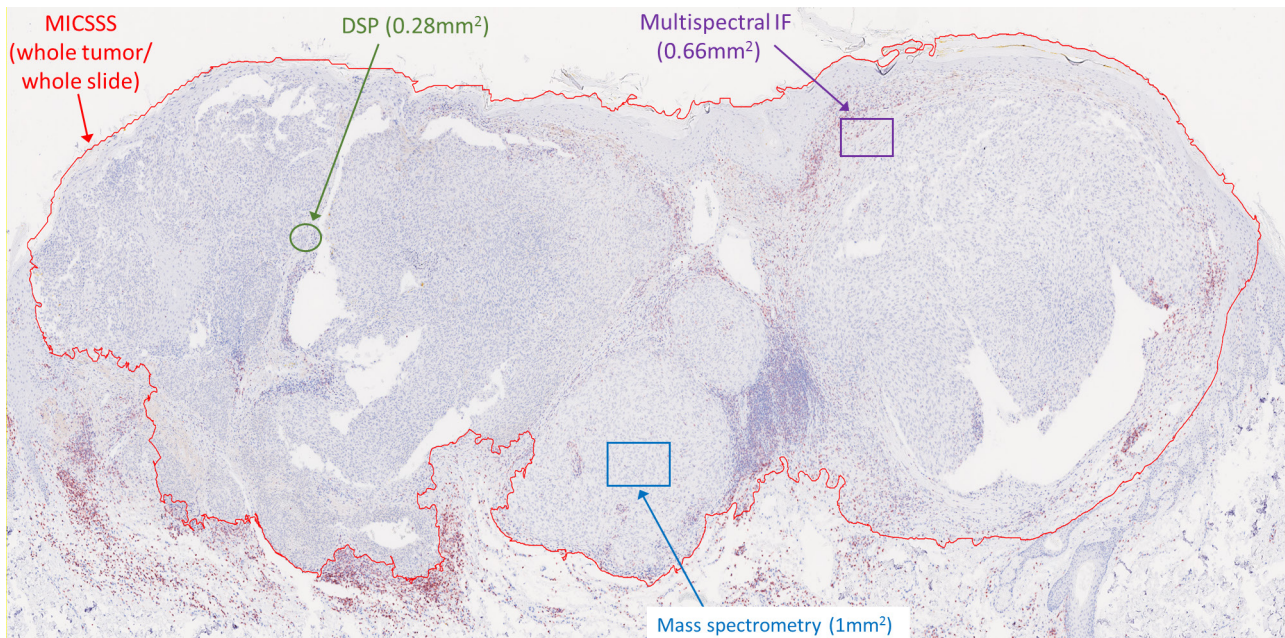 MICSSS
(whole tumor/
whole slide)
DSP (0.28mm²)
Multispectral IF
(0.66mm²)
Mass spectrometry (1mm²)